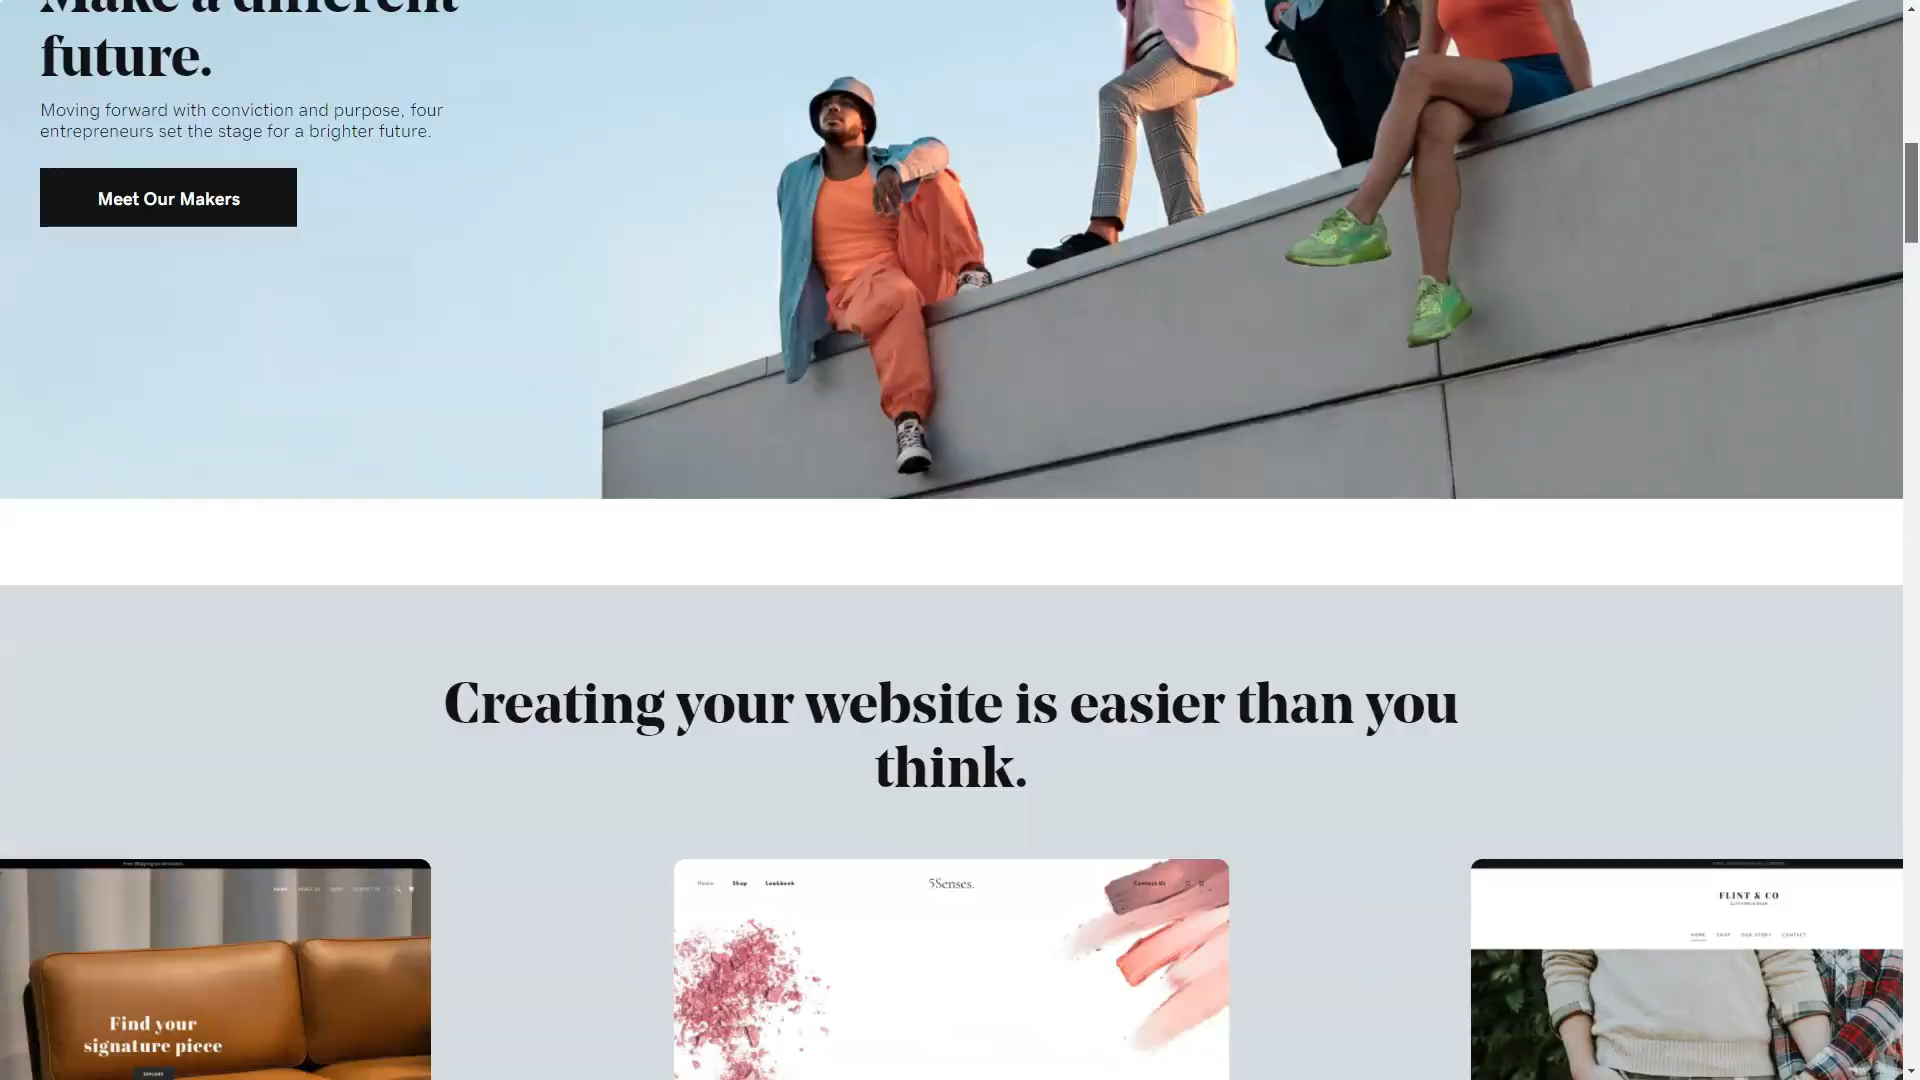 Make a different
future.
Moving forward with conviction and purpose, four
entrepreneurs set the stage for a brighter future.
Meet Our Makers
Creating your website is easier than you
think.
HOME ABOUT US SHOP CONTACT US
Find your
signature piece
EXPLORE
Home Shop Lookbook 5Senses. Contact Us
FLINT & CO
HOME SHOP OUR STORY CONTACT